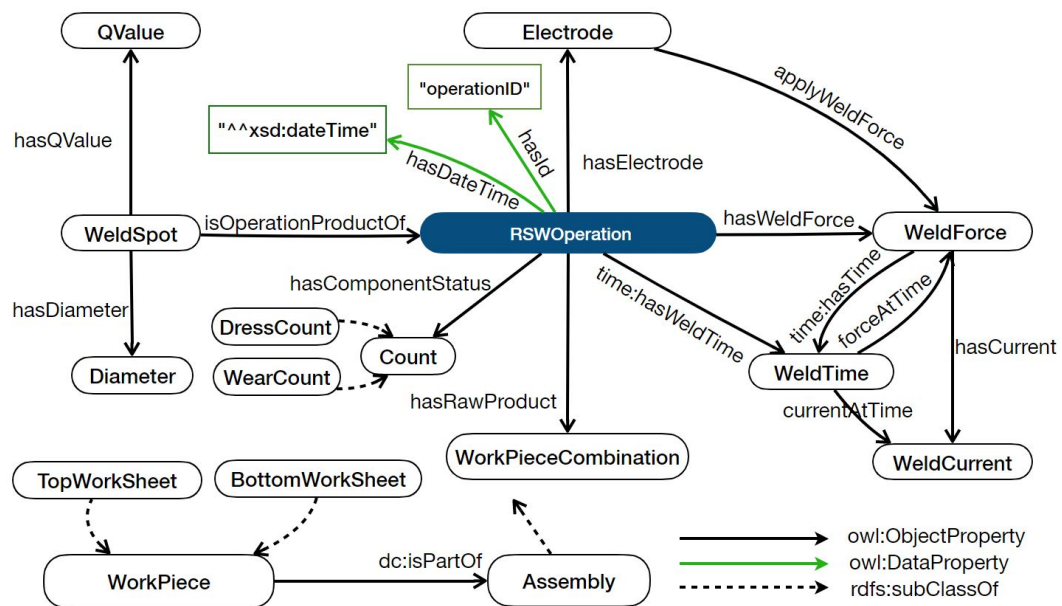 QValue
Electrode
applyWeldForce
"operationID"
"^^xsd:dateTime"
hasQValue
hasId
hasDateTime
hasElectrode
WeldSpot
isOperationProductOf
RSWOperation
hasWeldForce
WeldForce
hasComponentStatus
time:hasWeldTime
time:hasTime
forceAtTime
hasDiameter
DressCount
Count
hasCurrent
Diameter
WearCount
WeldTime
hasRawProduct
currentAtTime
WorkPieceCombination
WeldCurrent
TopWorkSheet
BottomWorkSheet
owl:ObjectProperty
dc:isPartOf
owl:DataProperty
WorkPiece
Assembly
rdfs:subClassOf